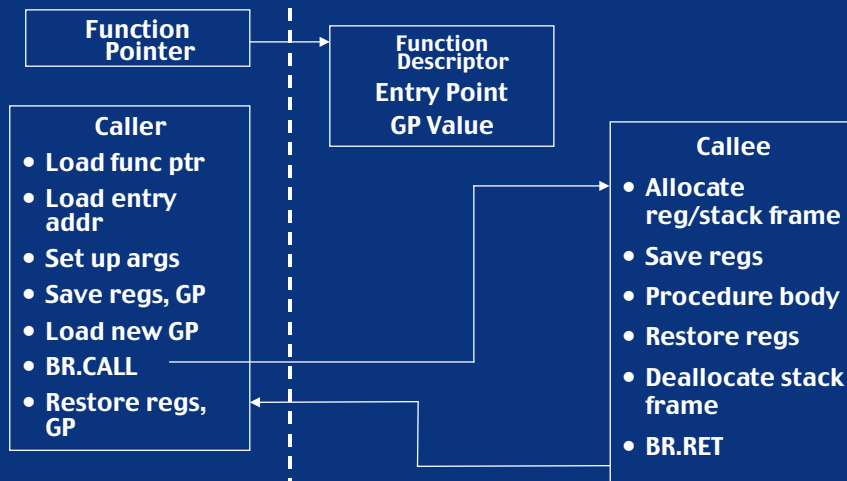 Function
Pointer
Function
Descriptor
Entry Point
GP Value
Caller
• Load func ptr
• Load entry
addr
• Set up args
• Save regs, GP
• Load new GP
• BR.CALL
• Restore regs,
GP
Callee
• Allocate
reg/stack frame
• Save regs
• Procedure body
• Restore regs
• Deallocate stack
frame
• BR.RET